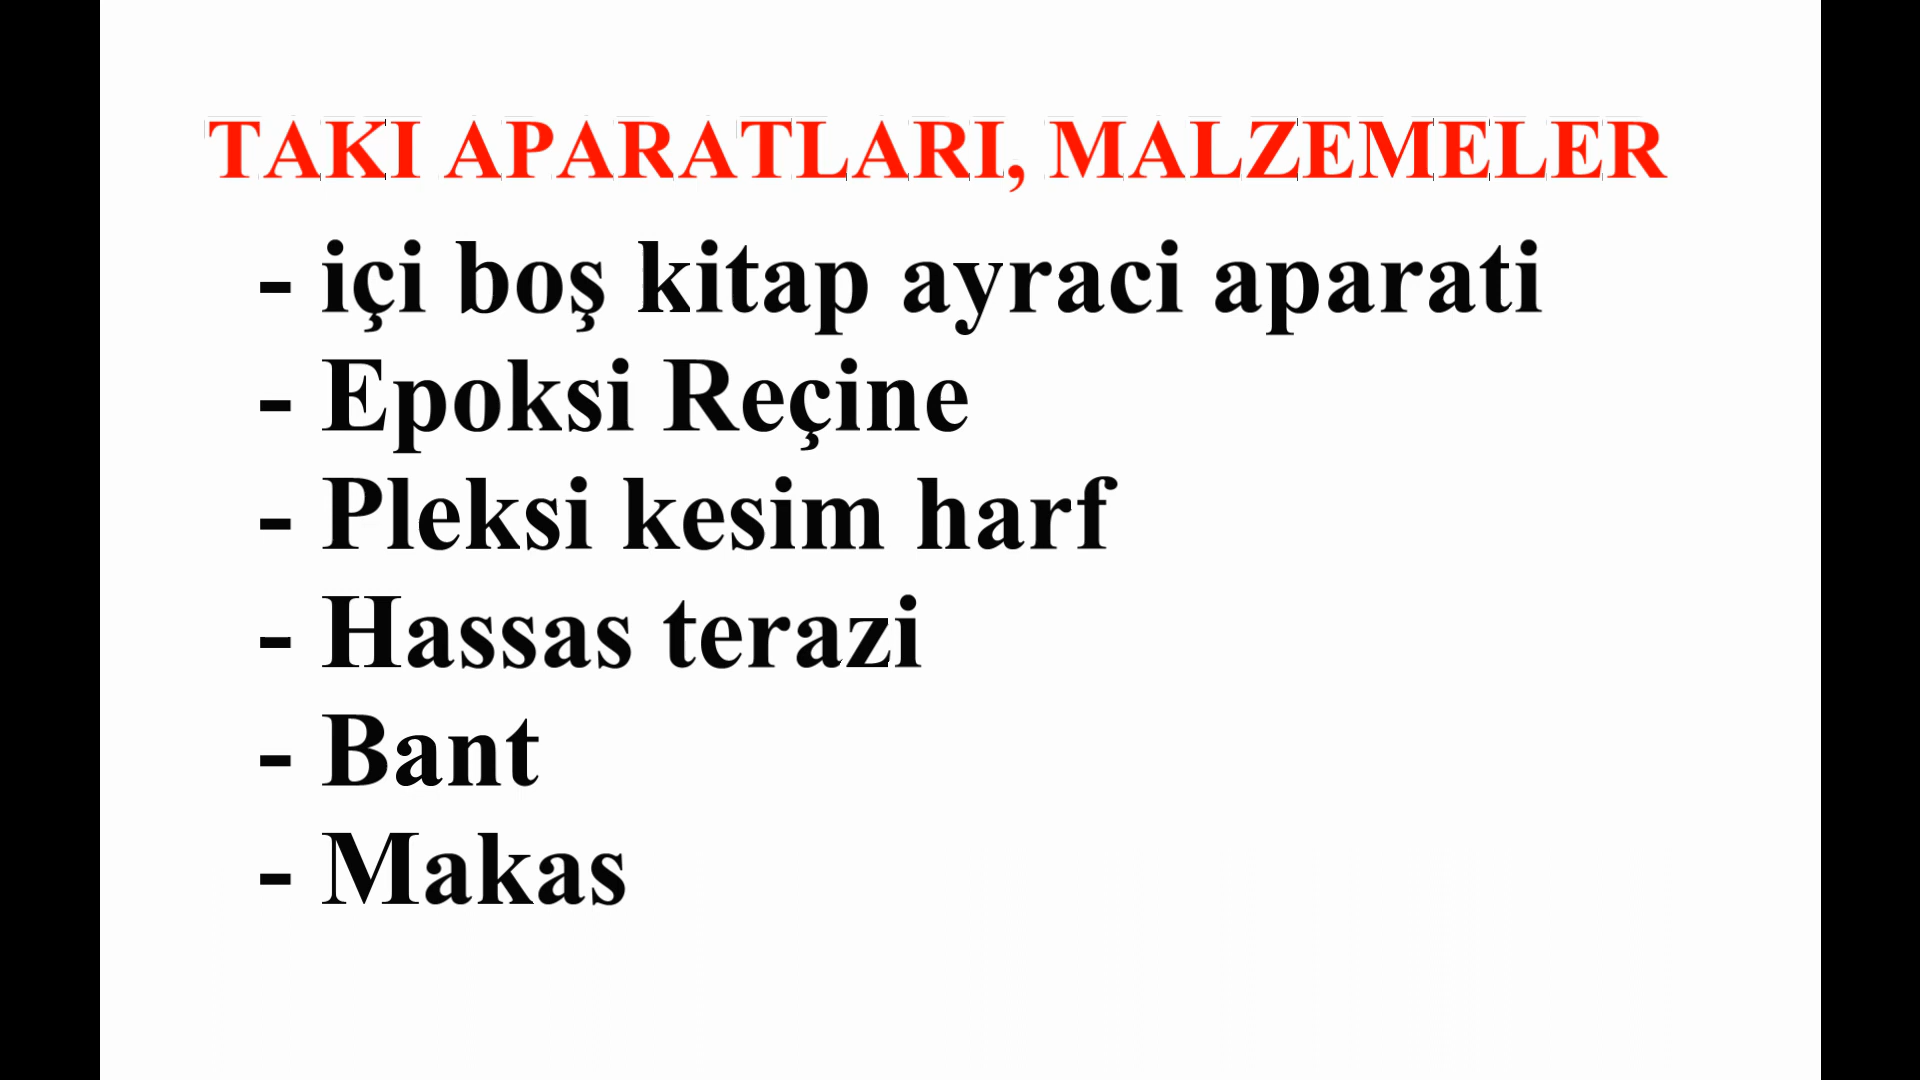 TAKI APARATLARI, MALZEMELER
- içi boş kitap ayraci aparati
- Epoksi Reçine
- Pleksi kesim harf
- Hassas terazi
- Bant
- Makas